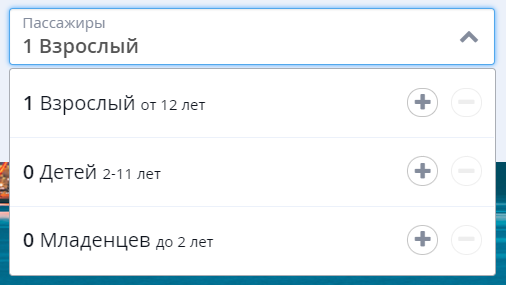 Пассажиры
1 Взрослый
1 Взрослый от 12 лет
0 Детей 2-11 лет
0 Младенцев до 2 лет